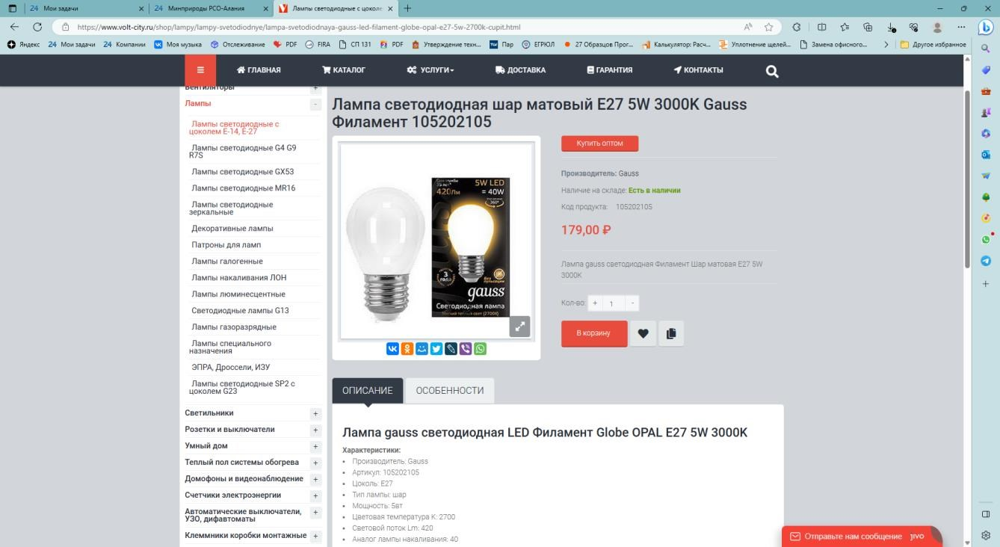 Мои задачи
Минприроды РСО-Алания
Лампы светодиодные с цоколе
https://www.volt-city.ru/shop/lampy/lampy-svetodiodnye/lampa-svetodiodnaya-gauss-led-filament-globe-opal-e27-5w-2700k-cupit.html
Яндекс 24 Мои задачи 24 Компании Моя музыка Отслеживание PDF FIRA СП 131 PDF Утверждение техн... Пар ЕГРЮЛ 27 Образцов Прог... Калькулятор: Расч... Уплотнение щелей... Замена офисного... Другое избранное
ГЛАВНАЯ КАТАЛОГ УСЛУГИ ДОСТАВКА ГАРАНТИЯ КОНТАКТЫ
Вентиляторы +
Лампы -
Лампы светодиодные с
цоколем E-14, E-27
Лампы светодиодные G4 G9
R7S
Лампы светодиодные GX53
Лампы светодиодные MR16
Лампы светодиодные
зеркальные
Декоративные лампы
Патроны для ламп
Лампы галогенные
Лампы накаливания ЛОН
Лампы люминесцентные
Светодиодные лампы G13
Лампы газоразрядные
Лампы специального
назначения
ЭПРА, Дроссели, ИЗУ
Лампы светодиодные SP2 с
цоколем G23
Светильники +
Розетки и выключатели +
Умный дом +
Теплый пол системы обогрева +
Домофоны и видеонаблюдение +
Счетчики электроэнергии +
Автоматические выключатели, +
УЗО, дифавтоматы
Клеммники коробки монтажные +
Лампа светодиодная шар матовый E27 5W 3000K Gauss
Филамент 105202105
5W LED
420лм = 40W
360°
3
года
без
пульсации
gauss
Светодиодная лампа
Мягкий теплый свет (2700K)
Купить оптом
Производитель: Gauss
Наличие на складе: Есть в наличии
Код продукта: 105202105
179,00 ₽
Лампа gauss светодиодная Филамент Шар матовая E27 5W
3000K
Кол-во: + 1 -
В корзину
ОПИСАНИЕ ОСОБЕННОСТИ
Лампа gauss светодиодная LED Филамент Globe OPAL E27 5W 3000K
Характеристики:
• Производитель: Gauss
• Артикул: 105202105
• Цоколь: E27
• Тип лампы: шар
• Мощность: 5вт
• Цветовая температура K: 2700
• Световой поток Lm: 420
• Аналог лампы накаливания: 40
Отправьте нам сообщение jivo